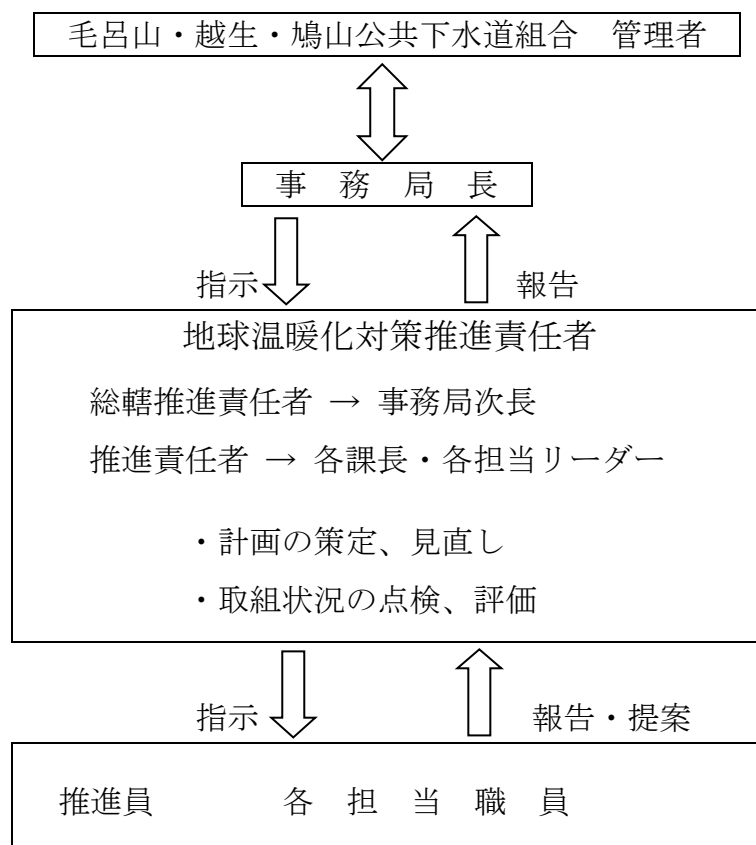 毛呂山・越生・鳩山公共下水道組合　管理者
事　務　局　長
指示　報告
地球温暖化対策推進責任者
総轄推進責任者 → 事務局次長
推進責任者 → 各課長・各担当リーダー
・計画の策定、見直し
・取組状況の点検、評価
指示　報告・提案
推進員　各　担　当　職　員